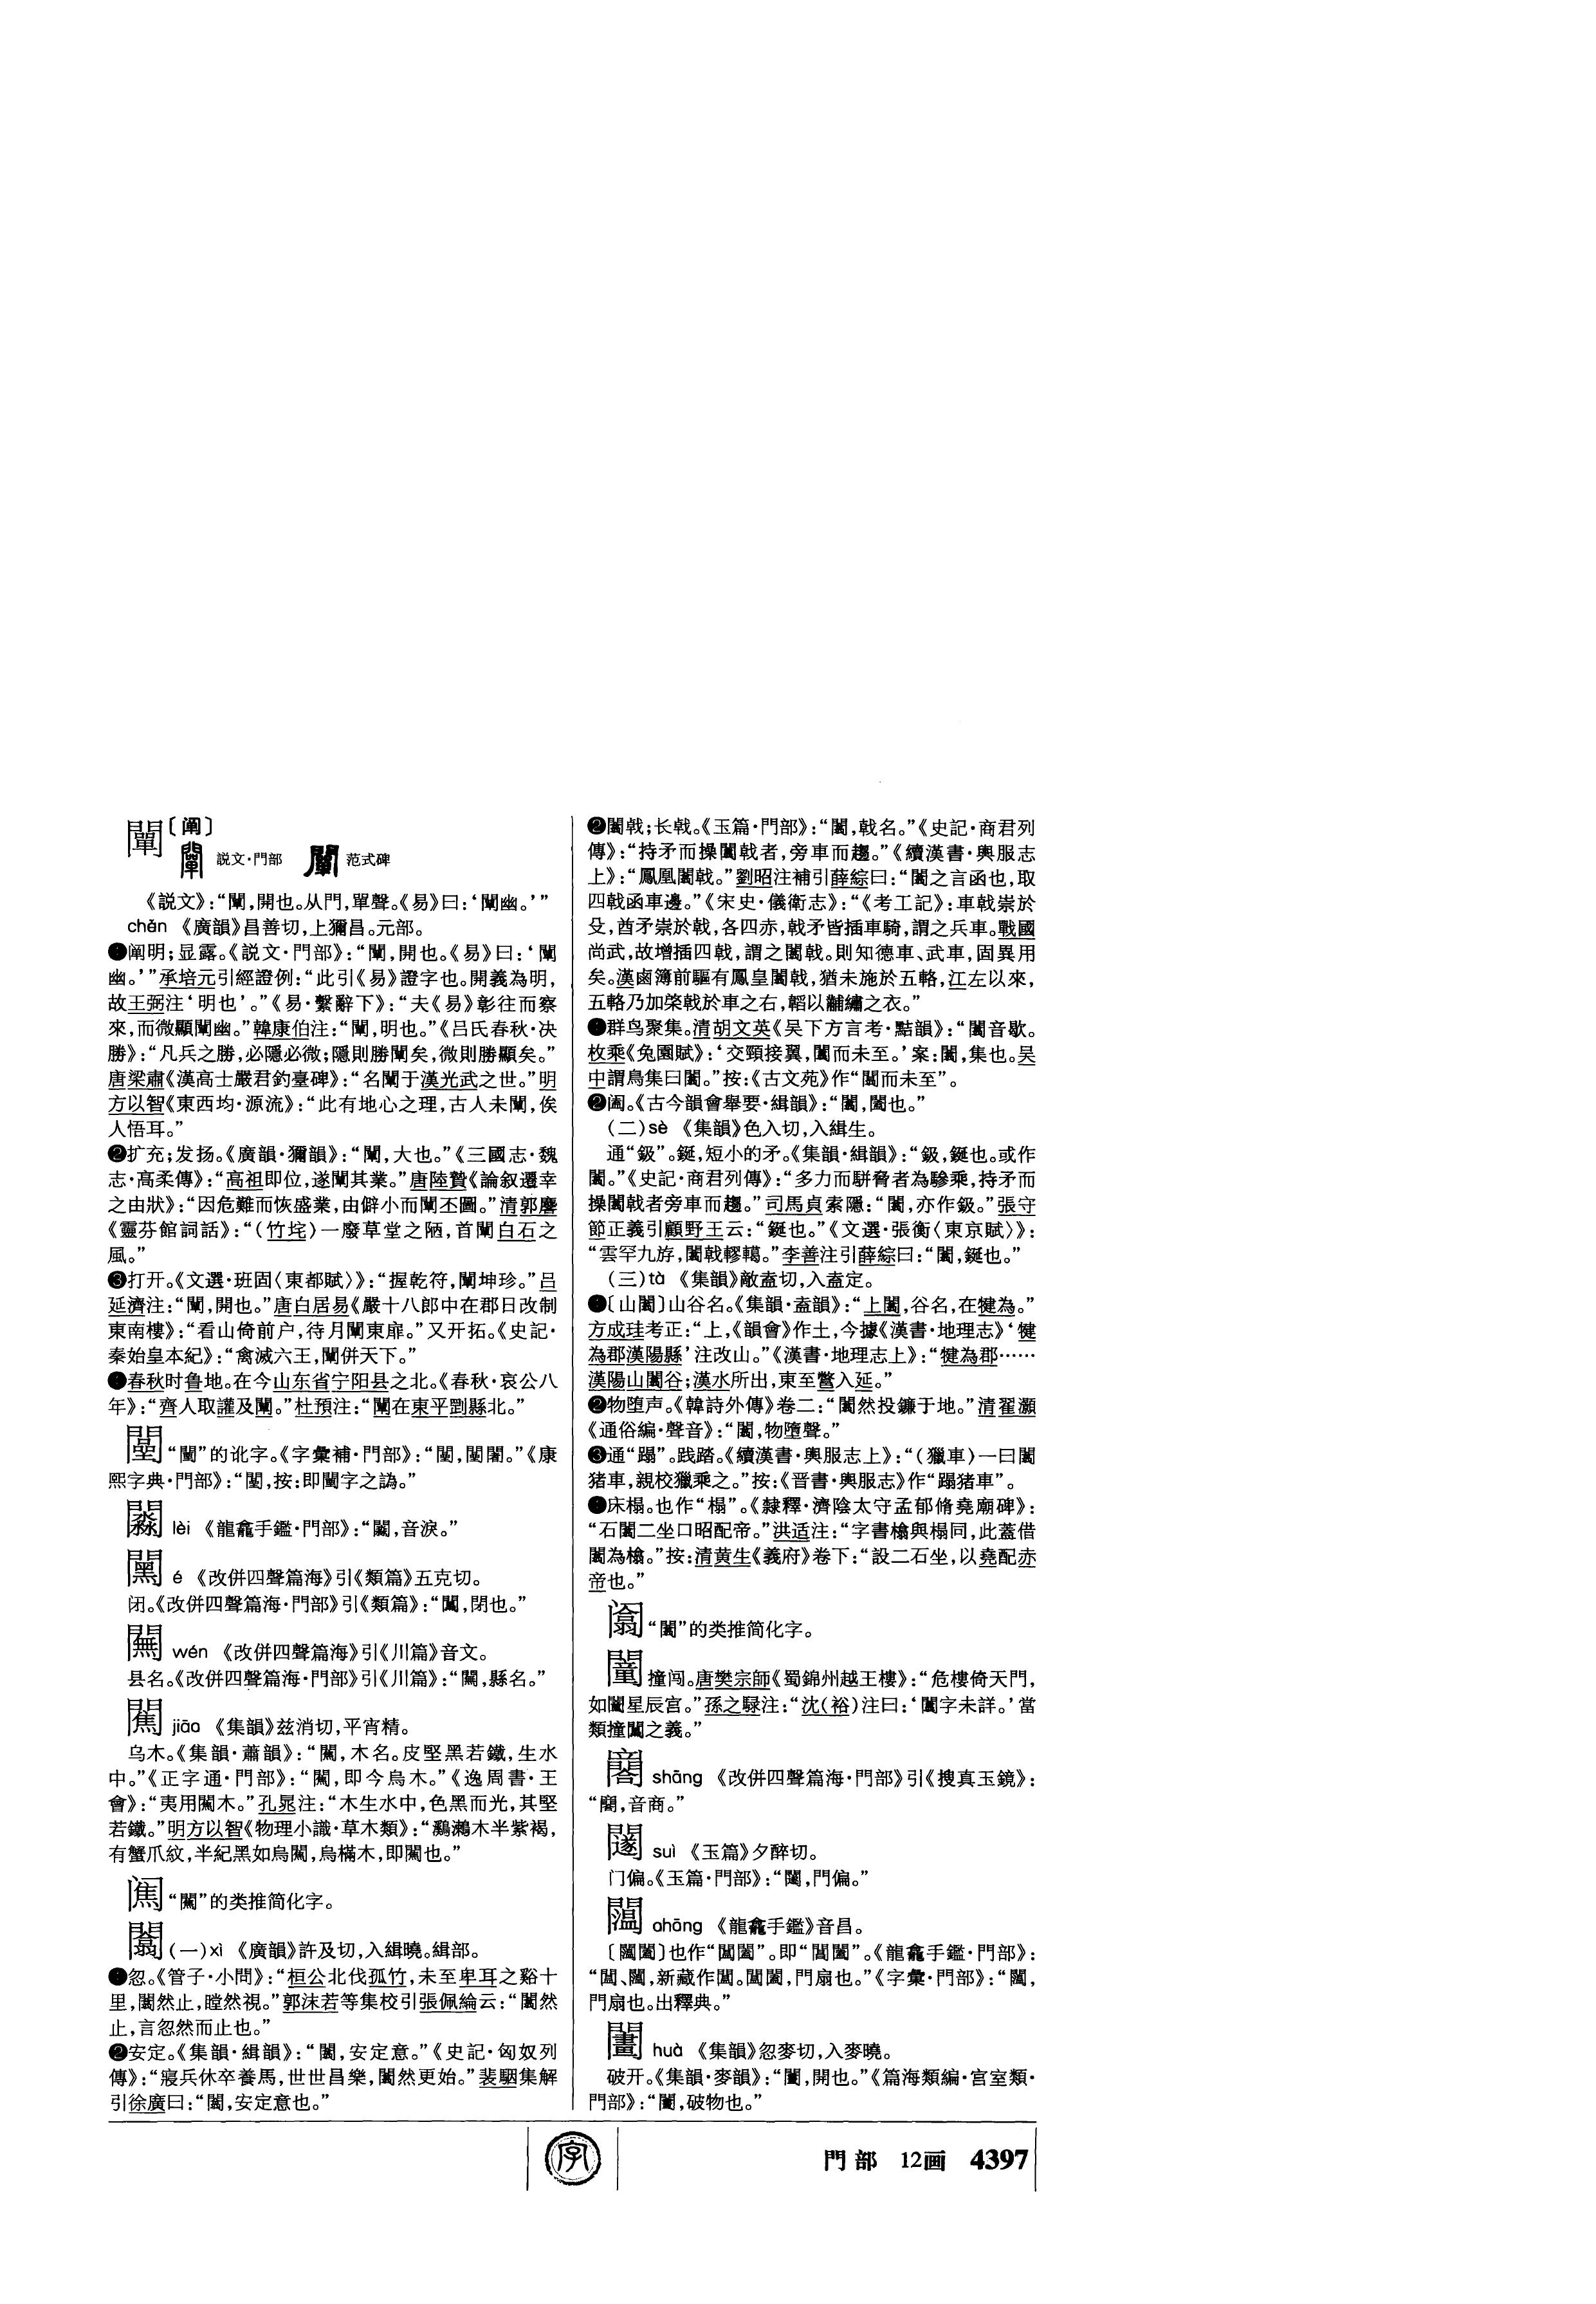 闡〔阐〕
説文·門部 范式碑
《説文》：“闡，開也。从門，單聲。《易》曰：‘闡幽。’”
chǎn 《廣韻》昌善切，上獮昌。元部。
❶阐明；显露。《説文·門部》：“闡，開也。《易》曰：‘闡
幽。’”承培元引經證例：“此引《易》證字也。開義為明，
故王弼注‘明也’。”《易·繫辭下》：“夫《易》彰往而察
來，而微顯闡幽。”韓康伯注：“闡，明也。”《吕氏春秋·决
勝》：“凡兵之勝，必隱必微；隱則勝闡矣，微則勝顯矣。”
唐梁肅《漢高士嚴君釣臺碑》：“名闡于漢光武之世。”明
方以智《東西均·源流》：“此有地心之理，古人未闡，俟
人悟耳。”
❷扩充；发扬。《廣韻·獮韻》：“闡，大也。”《三國志·魏
志·高柔傳》：“高祖即位，遂闡其業。”唐陸贄《論叙遷幸
之由狀》：“因危難而恢盛業，由僻小而闡丕圖。”清郭麐
《靈芬館詞話》：“（竹垞）一廢草堂之陋，首闡白石之
風。”
❸打开。《文選·班固〈東都賦〉》：“握乾符，闡坤珍。”吕
延濟注：“闡，開也。”唐白居易《嚴十八郎中在郡日改制
東南樓》：“看山倚前户，待月闡東扉。”又开拓。《史記·
秦始皇本紀》：“禽滅六王，闡併天下。”
❹春秋时鲁地。在今山东省宁阳县之北。《春秋·哀公八
年》：“齊人取讙及闡。”杜預注：“闡在東平劉縣北。”
“”的讹字。《字彙補·門部》：“，閣。”《康
熙字典·門部》：“，按：即字之譌。”
lèi 《龍龕手鑑·門部》：“，音淚。”
é 《改併四聲篇海》引《類篇》五克切。
闭。《改併四聲篇海·門部》引《類篇》：“，閉也。”
wén 《改併四聲篇海》引《川篇》音文。
县名。《改併四聲篇海·門部》引《川篇》：“，縣名。”
jiāo 《集韻》兹消切，平宵精。
乌木。《集韻·蕭韻》：“，木名。皮堅黑若鐵，生水
中。”《正字通·門部》：“，即今烏木。”《逸周書·王
會》：“夷用木。”孔晁注：“木生水中，色黑而光，其堅
若鐵。”明方以智《物理小識·草木類》：“鸂鶒木半紫褐，
有蟹爪紋，半紀黑如烏，烏樠木，即也。”
“”的类推简化字。
闟（一）xì 《廣韻》許及切，入緝曉。緝部。
❶忽。《管子·小問》：“桓公北伐孤竹，未至卑耳之谿十
里，闟然止，瞠然視。”郭沫若等集校引張佩綸云：“闟然
止，言忽然而止也。”
❷安定。《集韻·緝韻》：“闟，安定意。”《史記·匈奴列
傳》：“寢兵休卒養馬，世世昌樂，闟然更始。”裴駰集解
引徐廣曰：“闟，安定意也。”
❷闟戟；长戟。《玉篇·門部》：“闟，戟名。”《史記·商君列
傳》：“持矛而操闟戟者，旁車而趨。”《續漢書·輿服志
上》：“鳳凰闟戟。”劉昭注補引薛綜曰：“闟之言函也，取
四戟函車邊。”《宋史·儀衛志》：“《考工記》：車戟崇於
殳，酋矛崇於戟，各四赤，戟矛皆插車騎，謂之兵車。戰國
尚武，故增插四戟，謂之闟戟。則知德車、武車，固異用
矣。漢鹵簿前驅有鳳皇闟戟，猶未施於五輅，江左以來，
五輅乃加棨戟於車之右，韜以黼繡之衣。”
❹群鸟聚集。清胡文英《吴下方言考·點韻》：“闟音歇。
枚乘《兔園賦》：‘交頸接翼，闟而未至。’案：闟，集也。吴
中謂鳥集曰闟。”按：《古文苑》作“闟而未至”。
❷阖。《古今韻會舉要·緝韻》：“闟，闔也。”
（二）sè 《集韻》色入切，入緝生。
通“鈒”。鋋，短小的矛。《集韻·緝韻》：“鈒，鋋也。或作
闟。”《史記·商君列傳》：“多力而駢脅者為驂乘，持矛而
操闟戟者旁車而趨。”司馬貞索隱：“闟，亦作鈒。”張守
節正義引顧野王云：“鋋也。”《文選·張衡〈東京賦〉》：
“雲罕九斿，闟戟轇轕。”李善注引薛綜曰：“闟，鋋也。”
（三）tà 《集韻》敵盍切，入盍定。
❶〔山闟〕山谷名。《集韻·盍韻》：“上闟，谷名，在犍為。”
方成珪考正：“上，《韻會》作土，今據《漢書·地理志》‘犍
為郡漢陽縣’注改山。”《漢書·地理志上》：“犍為郡……
漢陽山闟谷；漢水所出，東至鷩入延。”
❷物堕声。《韓詩外傳》卷二：“闟然投鐮于地。”清翟灝
《通俗編·聲音》：“闟，物墮聲。”
❸通“蹋”。践踏。《續漢書·輿服志上》：“（獵車）一曰闟
猪車，親校獵乘之。”按：《晋書·輿服志》作“蹋猪車”。
❹床榻。也作“榻”。《隸釋·濟陰太守孟郁脩堯廟碑》：
“石闟二坐口昭配帝。”洪适注：“字書㯓與榻同，此蓋借
闟為㯓。”按：清黄生《義府》卷下：“設二石坐，以堯配赤
帝也。”
“闟”的类推简化字。
撞闯。唐樊宗師《蜀錦州越王樓》：“危樓倚天門，
如星辰宫。”孫之騄注：“沈（裕）注曰：‘字未詳。’當
類撞之義。”
shāng 《改併四聲篇海·門部》引《搜真玉鏡》：
“，音商。”
suì 《玉篇》夕醉切。
门偏。《玉篇·門部》：“，門偏。”
ahāng 《龍龕手鑑》音昌。
〔闔〕也作“闔”。即“閶闔”。《龍龕手鑑·門部》：
“、，新藏作。闔，門扇也。”《字彙·門部》：“，
門扇也。出釋典。”
huà 《集韻》忽麥切，入麥曉。
破开。《集韻·麥韻》：“，開也。”《篇海類編·宫室類·
門部》：“，破物也。”
字
門部 12画 4397